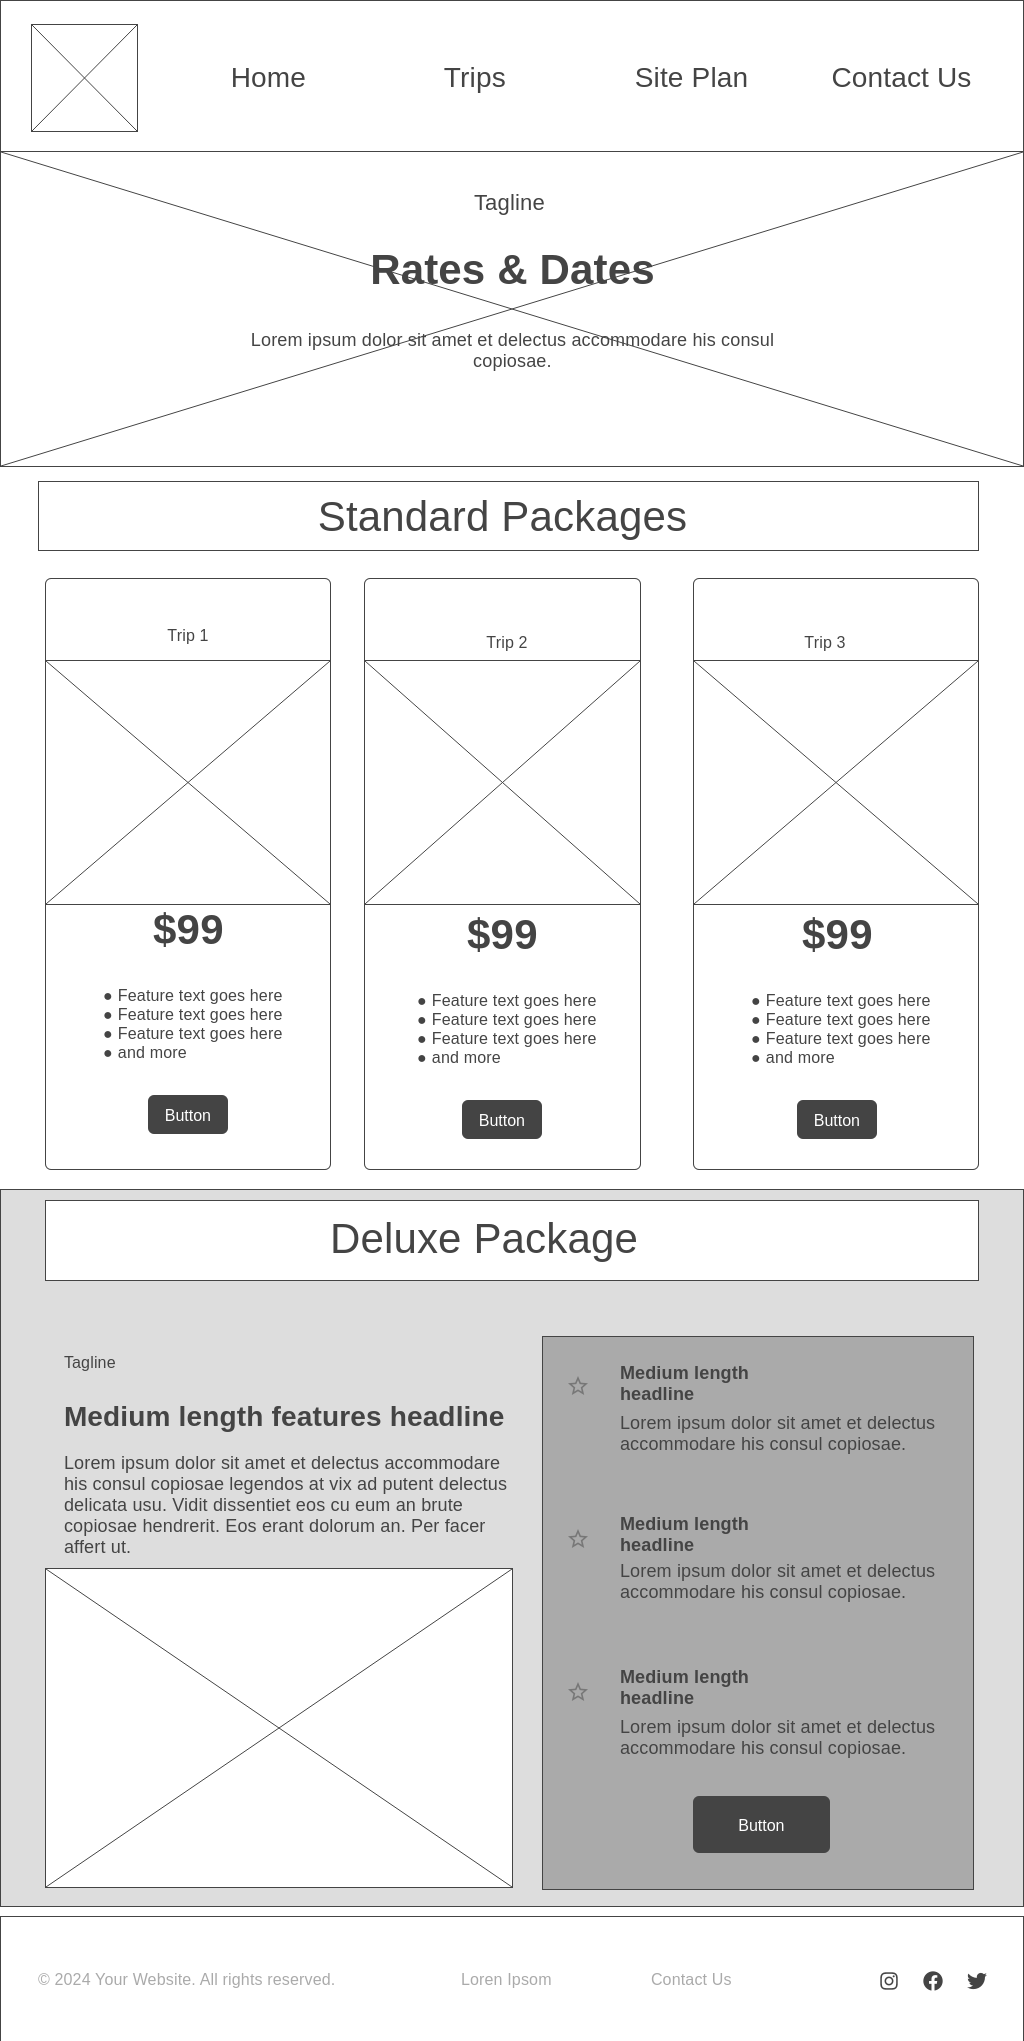 Home
Trips
Site Plan
Contact Us
Tagline
Rates & Dates
Lorem ipsum dolor sit amet et delectus accommodare his consul
copiosae.
Standard Packages
Trip 1
$99
● Feature text goes here
● Feature text goes here
● Feature text goes here
● and more
Button
Trip 2
$99
● Feature text goes here
● Feature text goes here
● Feature text goes here
● and more
Button
Trip 3
$99
● Feature text goes here
● Feature text goes here
● Feature text goes here
● and more
Button
Deluxe Package
Tagline
Medium length features headline
Lorem ipsum dolor sit amet et delectus accommodare
his consul copiosae legendos at vix ad putent delectus
delicata usu. Vidit dissentiet eos cu eum an brute
copiosae hendrerit. Eos erant dolorum an. Per facer
affert ut.
Medium length
headline
Lorem ipsum dolor sit amet et delectus
accommodare his consul copiosae.
Medium length
headline
Lorem ipsum dolor sit amet et delectus
accommodare his consul copiosae.
Medium length
headline
Lorem ipsum dolor sit amet et delectus
accommodare his consul copiosae.
Button
© 2024 Your Website. All rights reserved.
Loren Ipsom
Contact Us